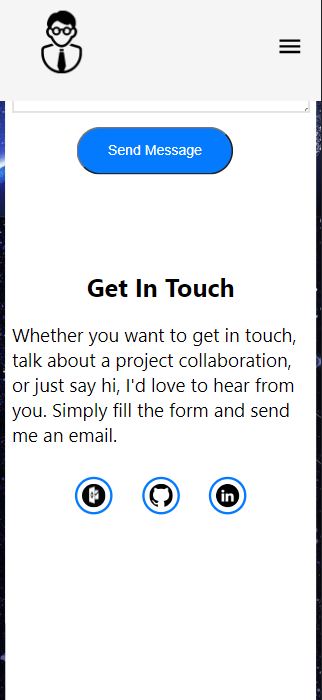 Send Message
Get In Touch
Whether you want to get in touch,
talk about a project collaboration,
or just say hi, I'd love to hear from
you. Simply fill the form and send
me an email.
in